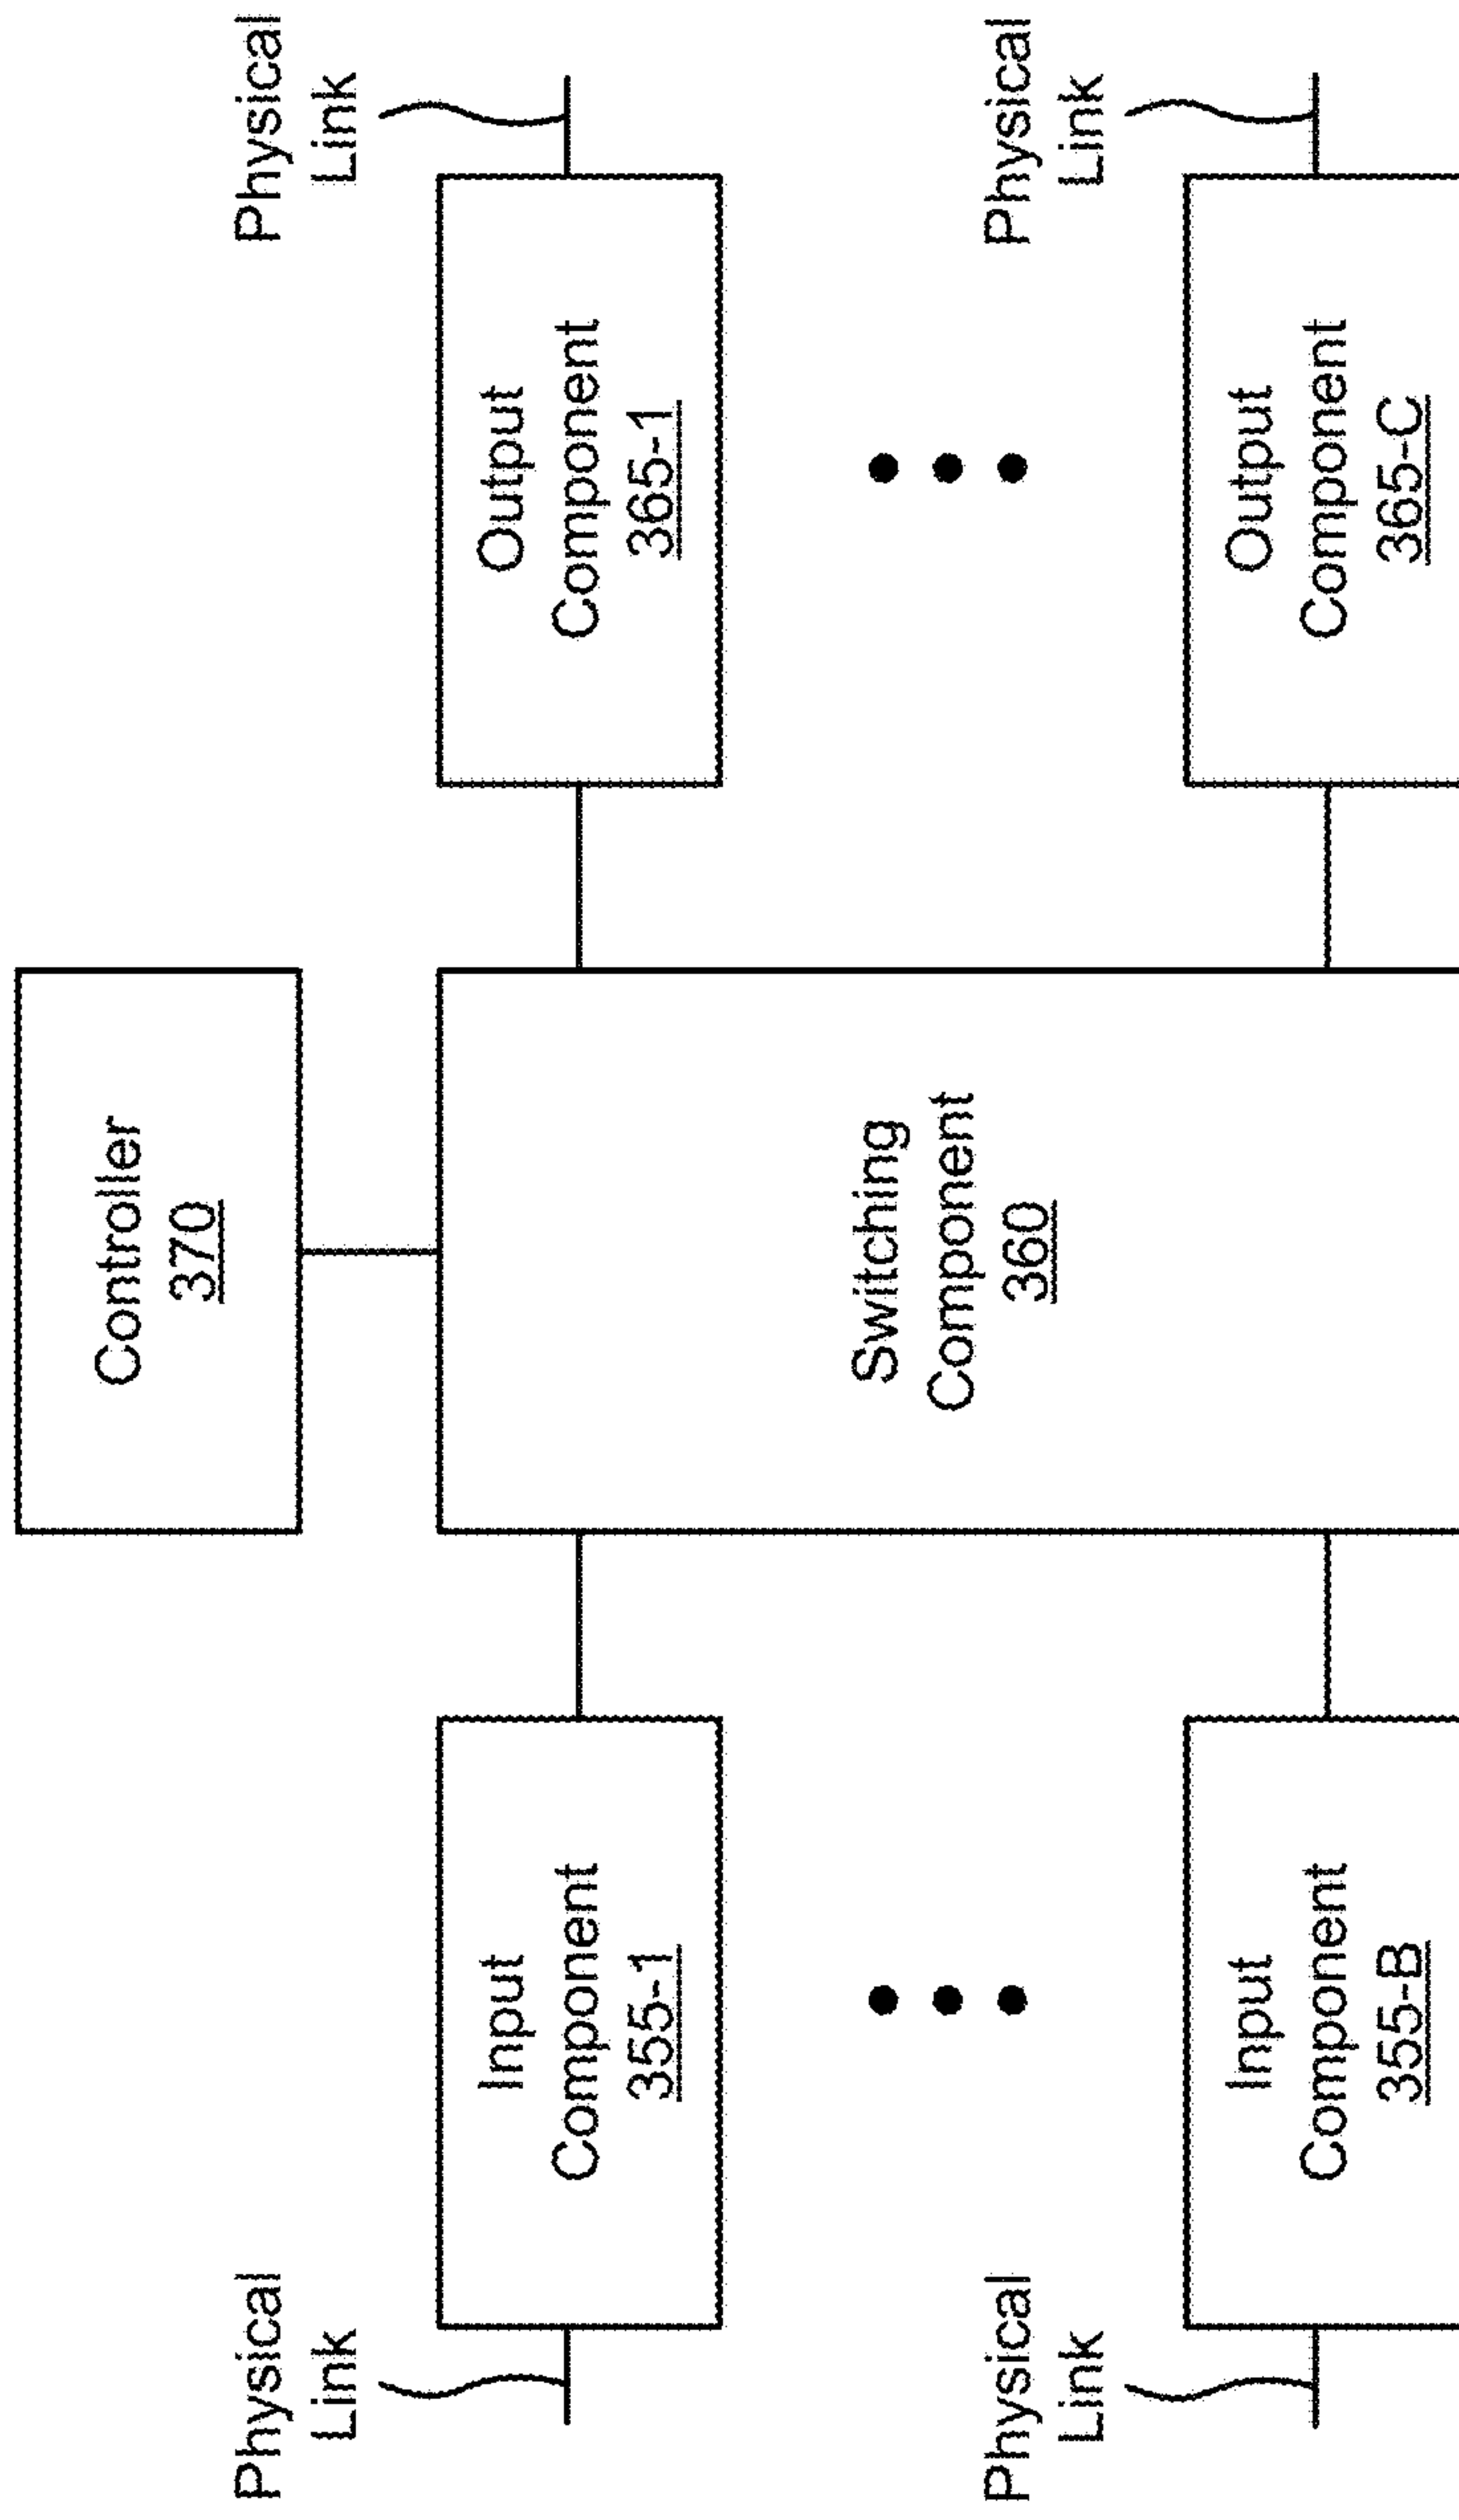 Controller
370
Physical
Link
Physical
Link
Input
Component
355-1
Output
Component
365-1
Switching
Component
360
Physical
Link
Physical
Link
Input
Component
355-B
Output
Component
365-C